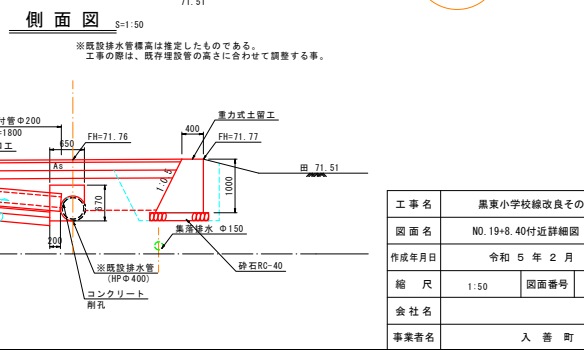 71.51
側面図 S=1:50
※既設排水管標高は推定したものである。
工事の際は、既存埋設管の高さに合わせて調整する事。
付管Φ200
=1800
工
650
FH=71.76
As
400
重力式土留工
FH=71.77
田 71.51
1:0.5
1000
670
200
集落排水 Φ150
※既設排水管
(HPΦ400)
砕石RC-40
コンクリート
削孔
工事名 黒東小学校線改良その
図面名 NO.19+8.40付近詳細図
作成年月日 令和 5 年 2 月
縮尺 1:50 図面番号
会社名
事業者名 入善町